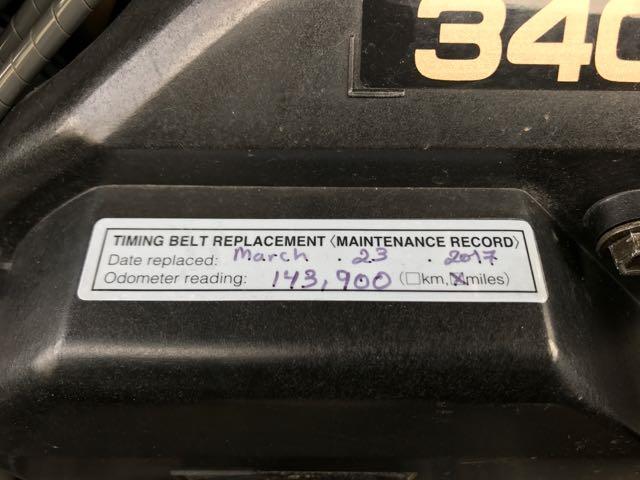 340
TIMING BELT REPLACEMENT (MAINTENANCE RECORD)
Date replaced: March . 23 . 2017
Odometer reading: 143,900 (☐km, ☒miles)